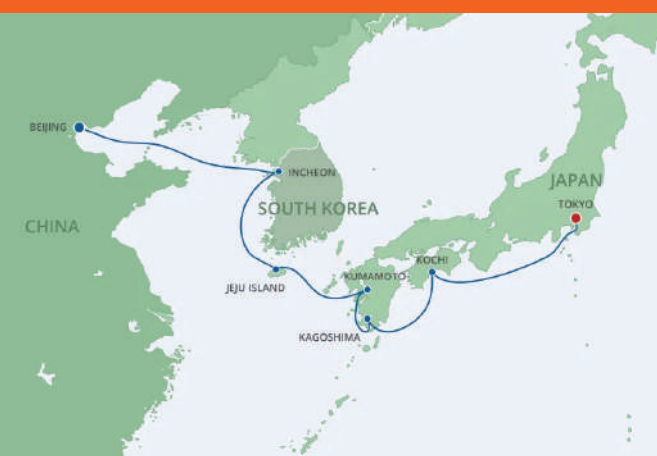 BEIJING
INCHEON
JAPAN
TOKYO
SOUTH KOREA
CHINA
KOCHI
KUMAMOTO
JEJU ISLAND
KAGOSHIMA